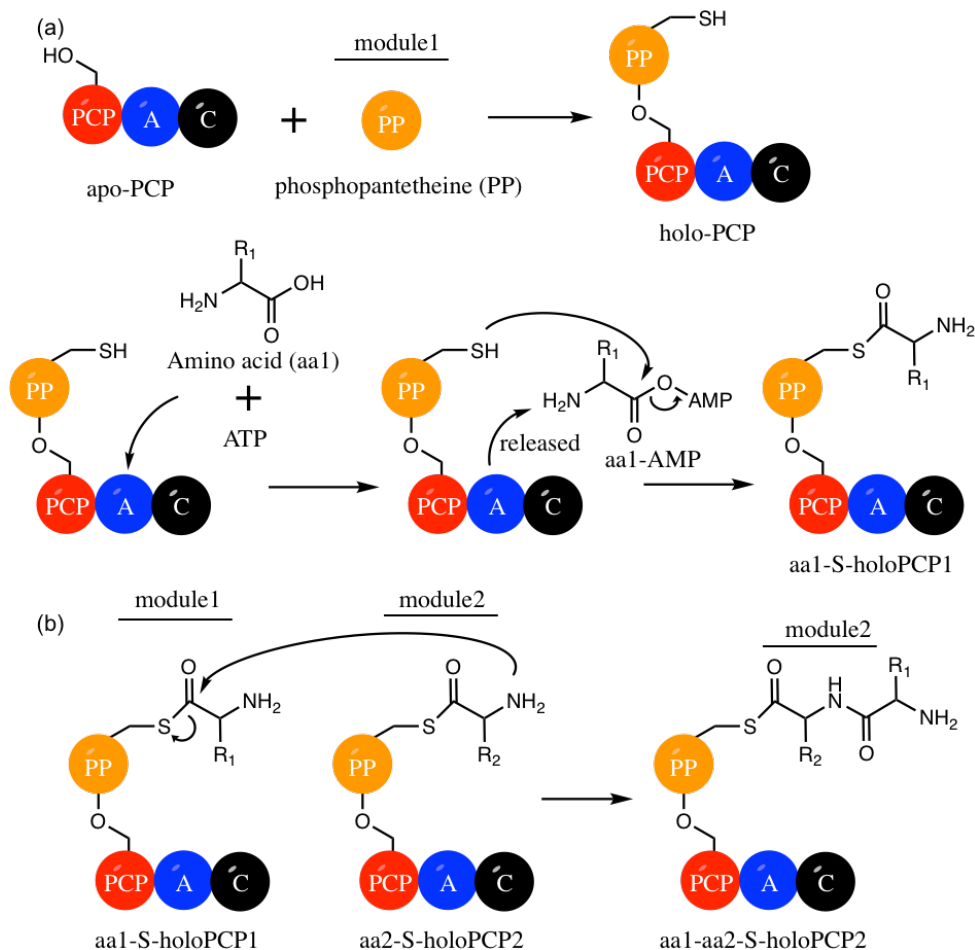 (a)
HO
PCP A C
apo-PCP
+
module1
PP
phosphopantetheine (PP)
SH
PP
O
PCP A C
holo-PCP
R1
H2N
OH
O
Amino acid (aa1)
+
ATP
SH
PP
O
PCP A C
SH
PP
O
PCP A C
released
R1
H2N
O
AMP
O
aa1-AMP
O
NH2
S
R1
PP
O
PCP A C
aa1-S-holoPCP1
(b)
module1
O
NH2
S
R1
PP
O
PCP A C
aa1-S-holoPCP1
module2
O
NH2
S
R2
PP
O
PCP A C
aa2-S-holoPCP2
module2
O
H
N
R1
NH2
S
R2
O
PP
O
PCP A C
aa1-aa2-S-holoPCP2